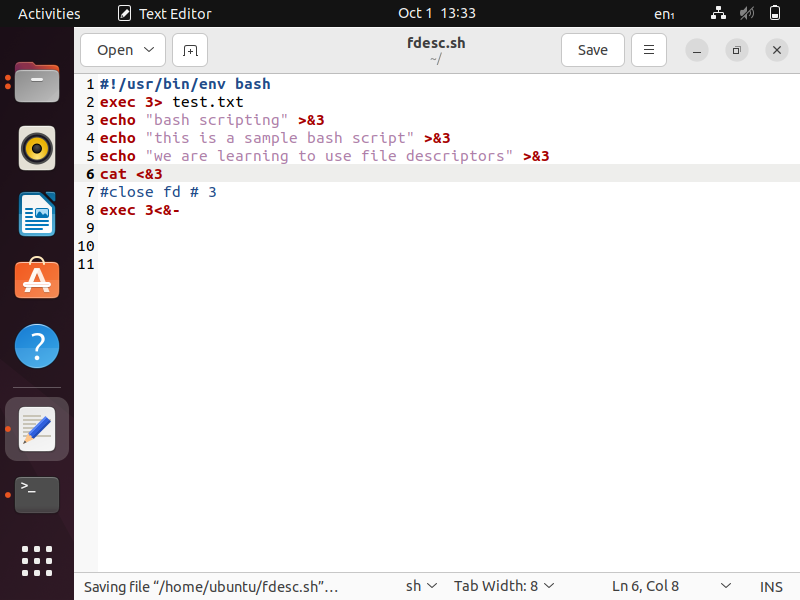 Activities Text Editor Oct 1 13:33 en₁
Open fdesc.sh Save
~/
1 #!/usr/bin/env bash
2 exec 3> test.txt
3 echo "bash scripting" >&3
4 echo "this is a sample bash script" >&3
5 echo "we are learning to use file descriptors" >&3
6 cat <&3
7 #close fd # 3
8 exec 3<&-
9
10
11
Saving file “/home/ubuntu/fdesc.sh”… sh Tab Width: 8 Ln 6, Col 8 INS